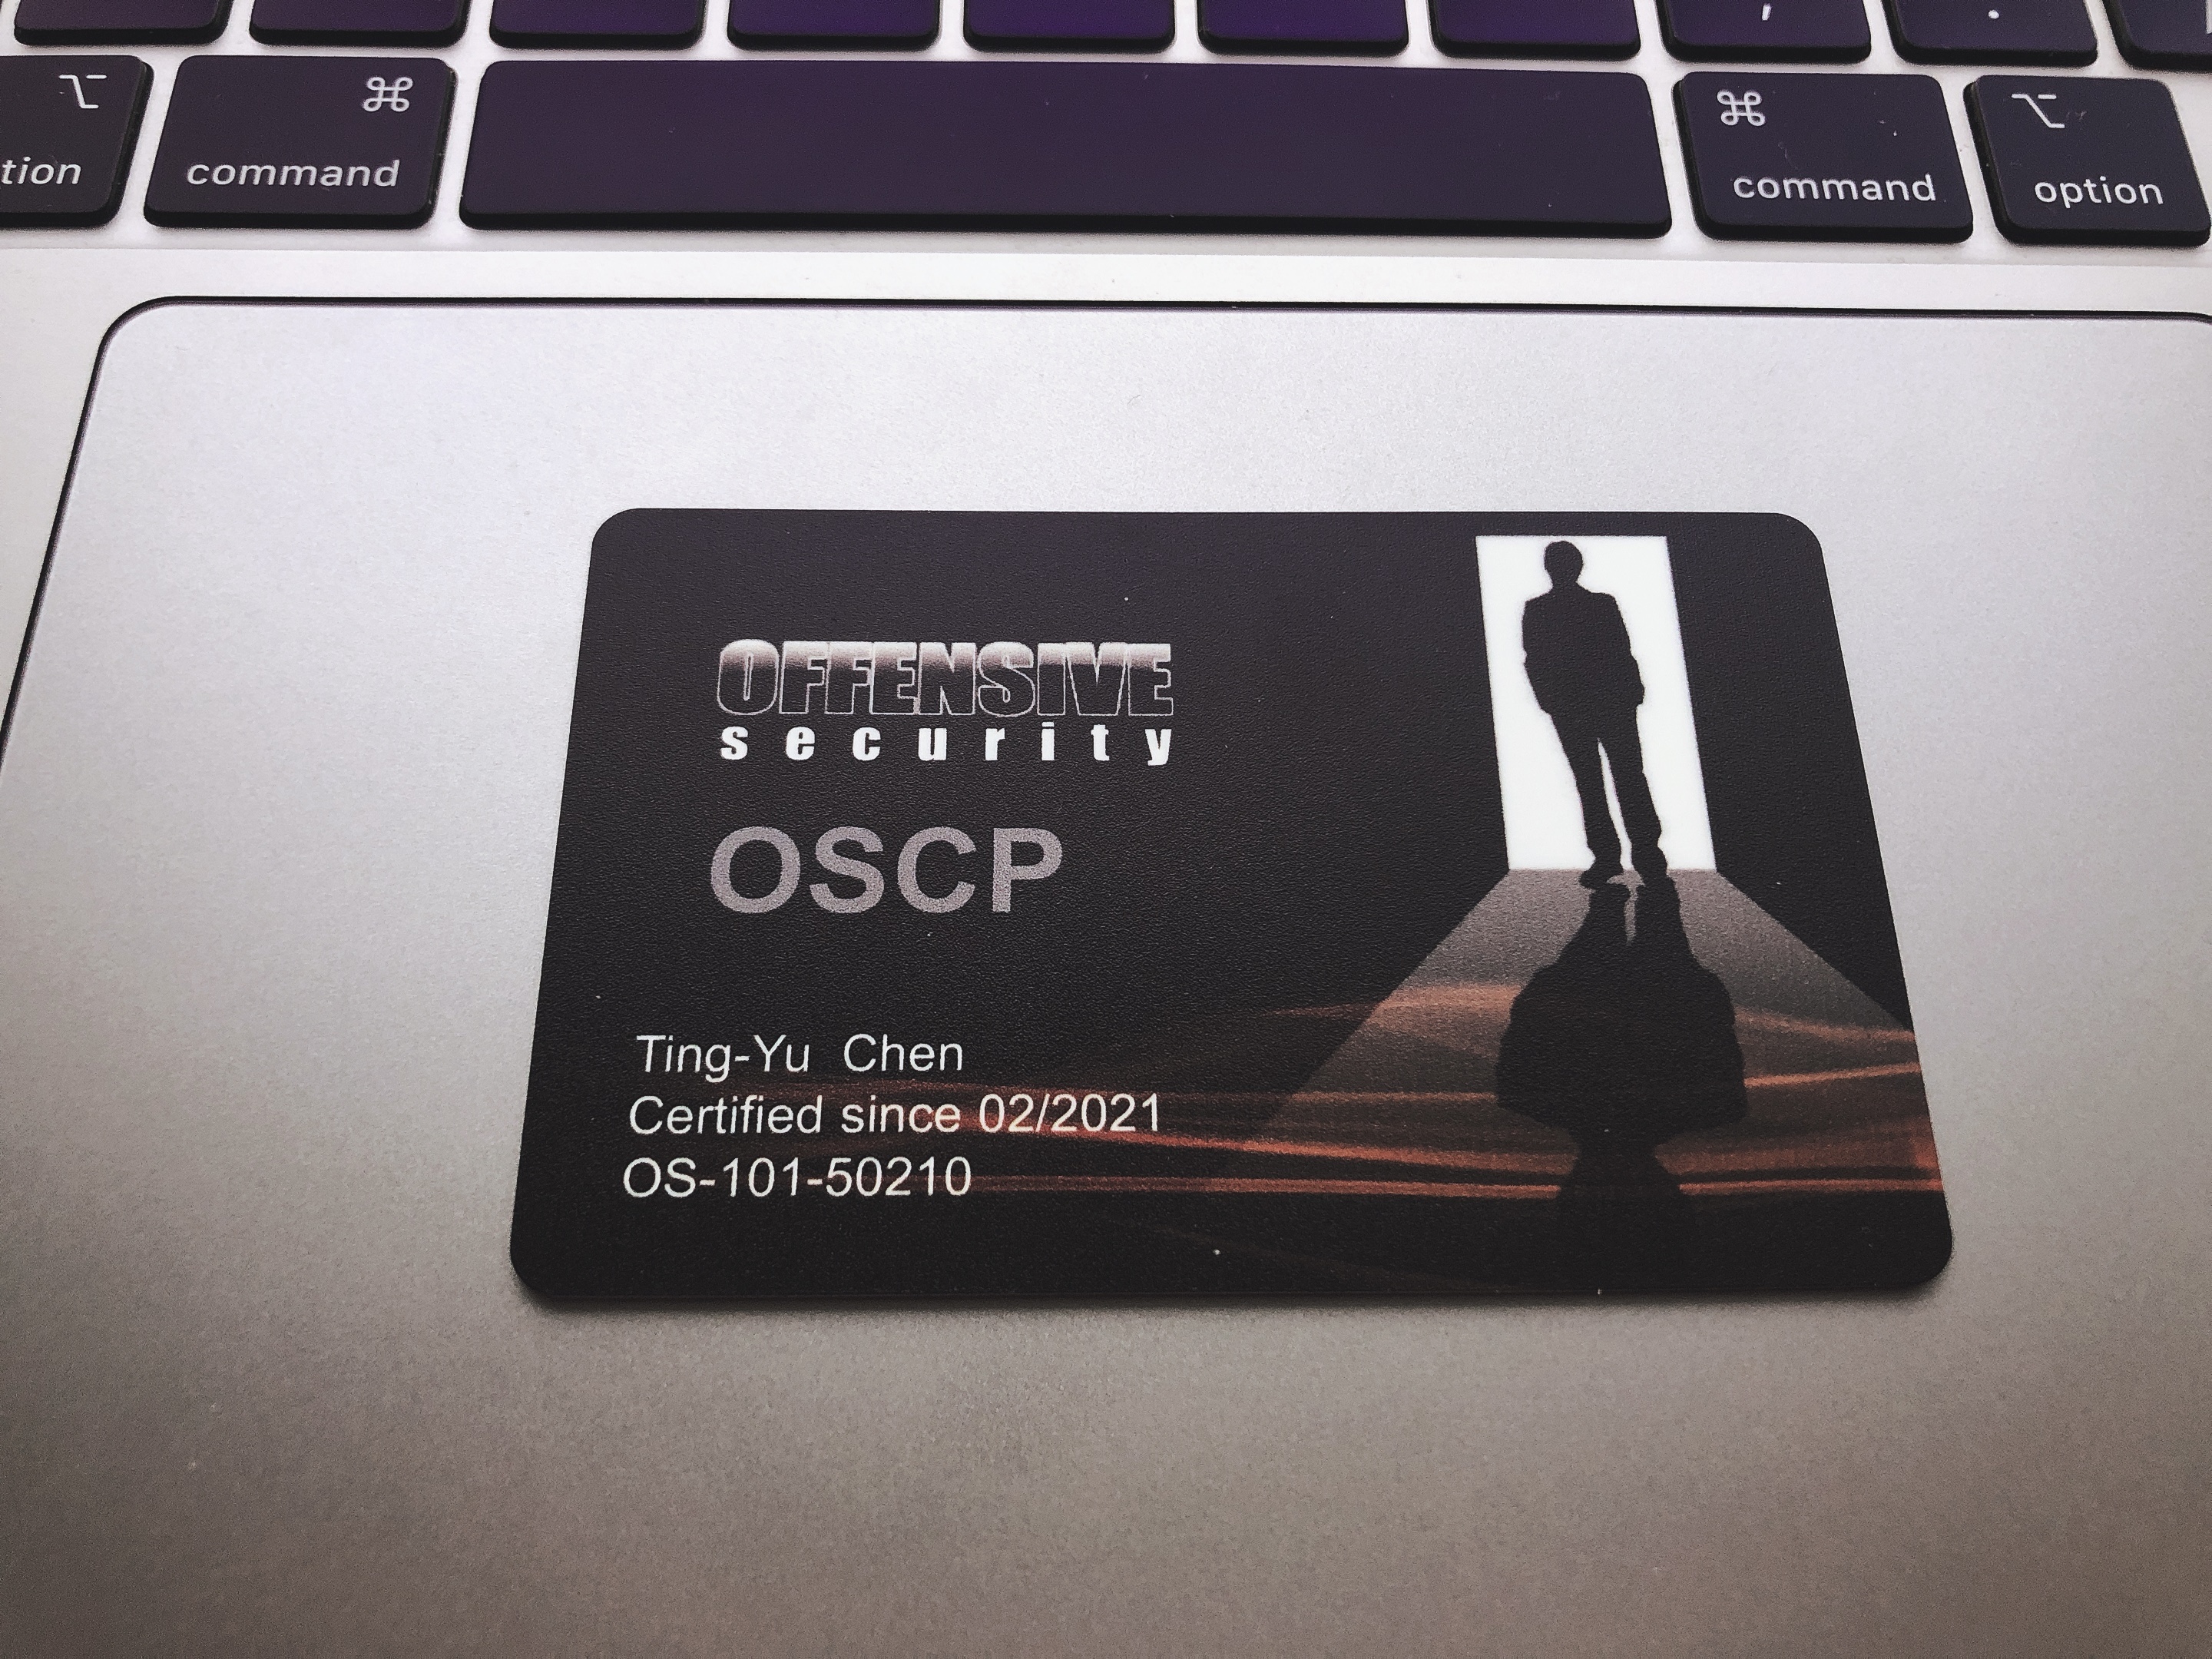 , .
⌥ ⌘ ⌘ ⌥
tion command command option
OFFENSIVE
security
OSCP
Ting-Yu Chen
Certified since 02/2021
OS-101-50210